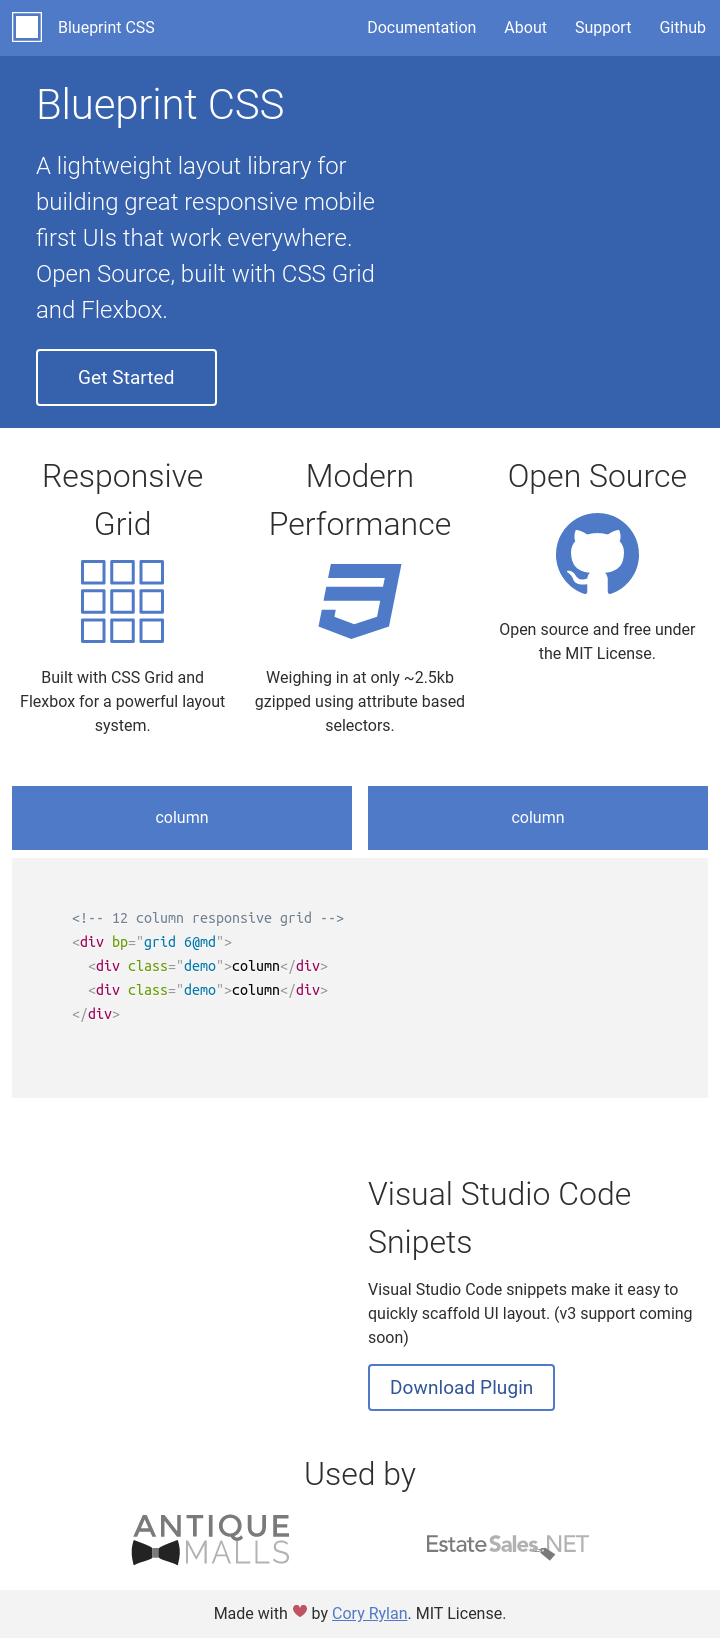 Blueprint CSS
Documentation
About
Support
Github
Blueprint CSS
A lightweight layout library for
building great responsive mobile
first UIs that work everywhere.
Open Source, built with CSS Grid
and Flexbox.
Get Started
Responsive
Grid
Built with CSS Grid and
Flexbox for a powerful layout
system.
Modern
Performance
Weighing in at only ~2.5kb
gzipped using attribute based
selectors.
Open Source
Open source and free under
the MIT License.
column
column
<!-- 12 column responsive grid -->
<div bp="grid 6@md">
  <div class="demo">column</div>
  <div class="demo">column</div>
</div>
Visual Studio Code
Snipets
Visual Studio Code snippets make it easy to
quickly scaffold UI layout. (v3 support coming
soon)
Download Plugin
Used by
ANTIQUE
MALLS
EstateSales.NET
Made with ❤ by Cory Rylan. MIT License.